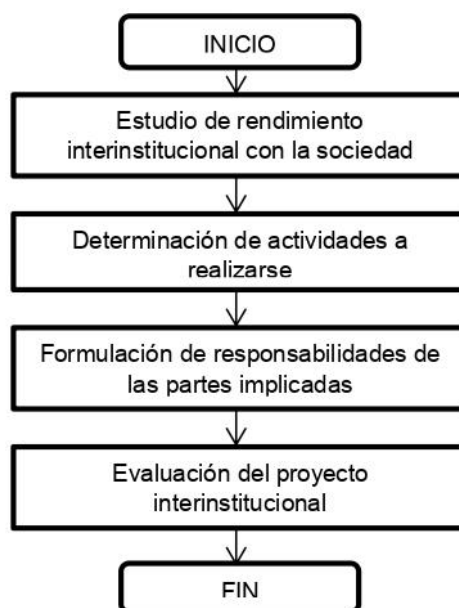 INICIO
Estudio de rendimiento
interinstitucional con la sociedad
Determinación de actividades a
realizarse
Formulación de responsabilidades de
las partes implicadas
Evaluación del proyecto
interinstitucional
FIN